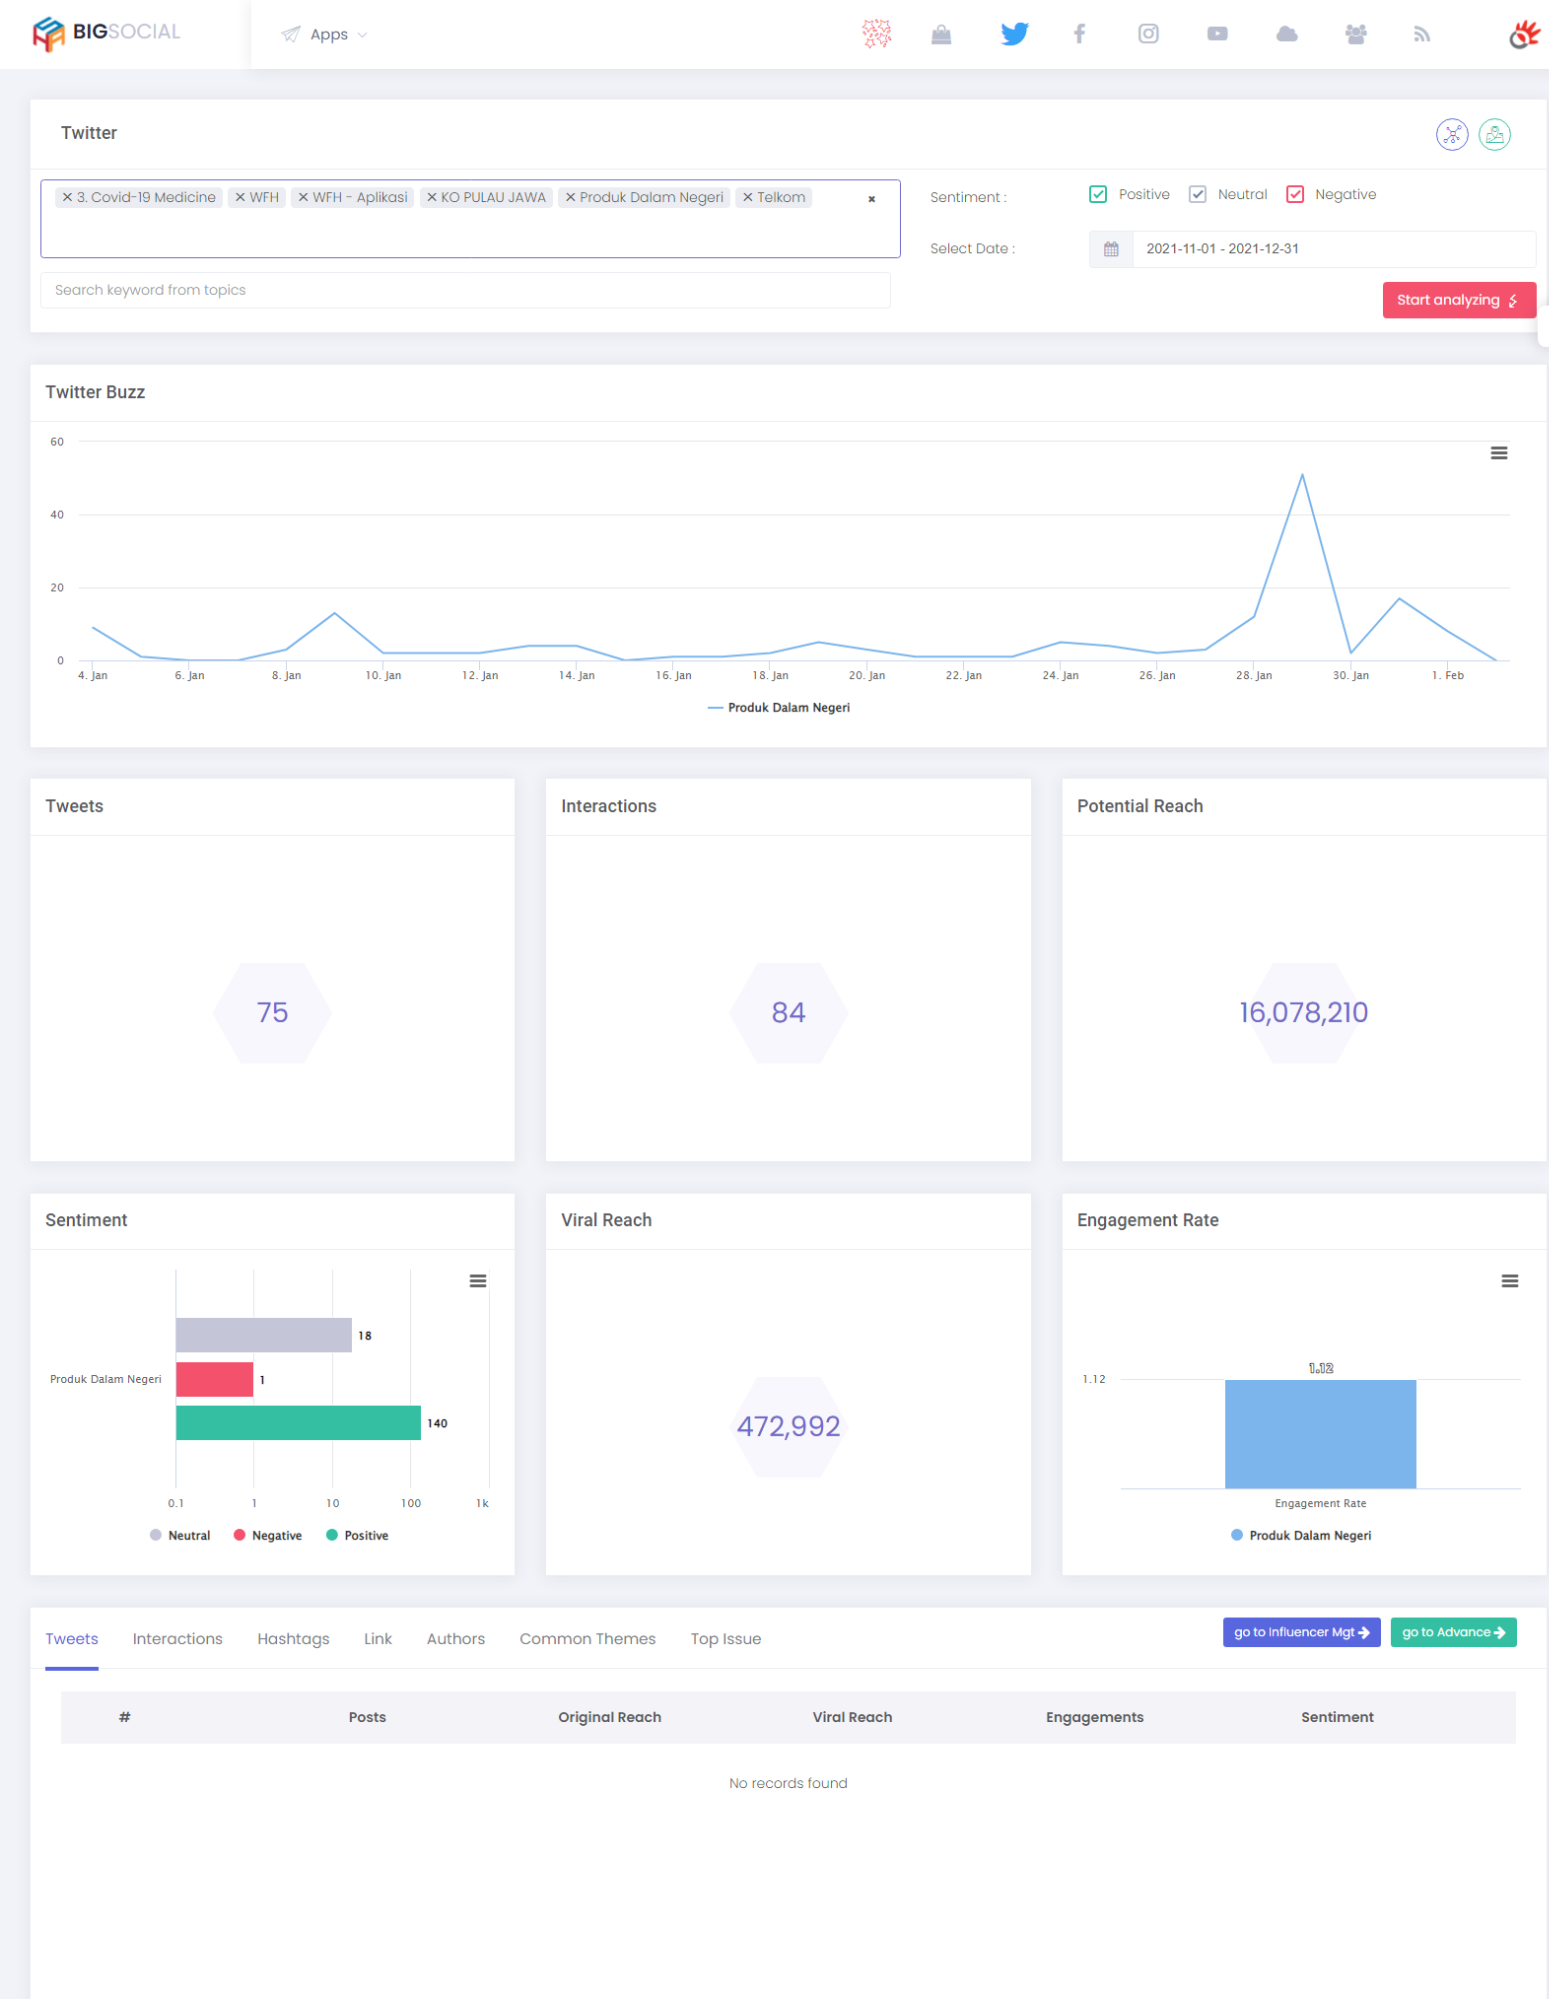 BIGSOCIAL
Apps
Twitter
× 3. Covid-19 Medicine × WFH × WFH - Aplikasi × KO PULAU JAWA × Produk Dalam Negeri × Telkom ×
Search keyword from topics
Sentiment :
Positive Neutral Negative
Select Date :
2021-11-01 - 2021-12-31
Start analyzing
Twitter Buzz
60
40
20
0
4. Jan 6. Jan 8. Jan 10. Jan 12. Jan 14. Jan 16. Jan 18. Jan 20. Jan 22. Jan 24. Jan 26. Jan 28. Jan 30. Jan 1. Feb
Produk Dalam Negeri
Tweets
75
Interactions
84
Potential Reach
16,078,210
Sentiment
18
Produk Dalam Negeri
1
140
0.1 1 10 100 1k
Neutral Negative Positive
Viral Reach
472,992
Engagement Rate
1.12
1.12
Engagement Rate
Produk Dalam Negeri
Tweets Interactions Hashtags Link Authors Common Themes Top Issue
go to Influencer Mgt
go to Advance
# Posts Original Reach Viral Reach Engagements Sentiment
No records found